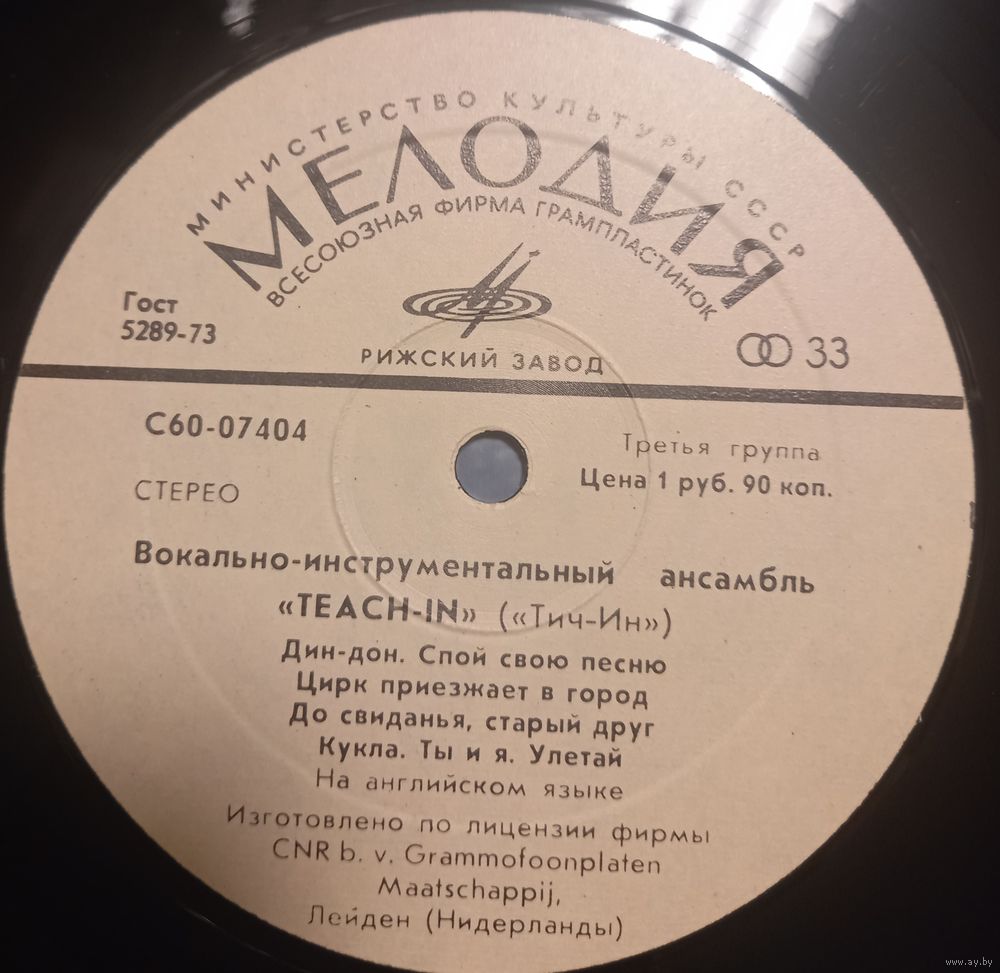 МИНИСТЕРСТВО КУЛЬТУРЫ СССР
МЕЛОДИЯ
ВСЕСОЮЗНАЯ ФИРМА ГРАМПЛАСТИНОК
Гост
5289-73
РИЖСКИЙ ЗАВОД
33
С60-07404
Третья группа
Цена 1 руб. 90 коп.
СТЕРЕО
Вокально-инструментальный ансамбль
«TEACH-IN» («Тич-Ин»)
Дин-дон. Спой свою песню
Цирк приезжает в город
До свиданья, старый друг
Кукла. Ты и я. Улетай
На английском языке
Изготовлено по лицензии фирмы
CNR b. v. Grammofoonplaten
Maatschappij,
Лейден (Нидерланды)
www.ay.by